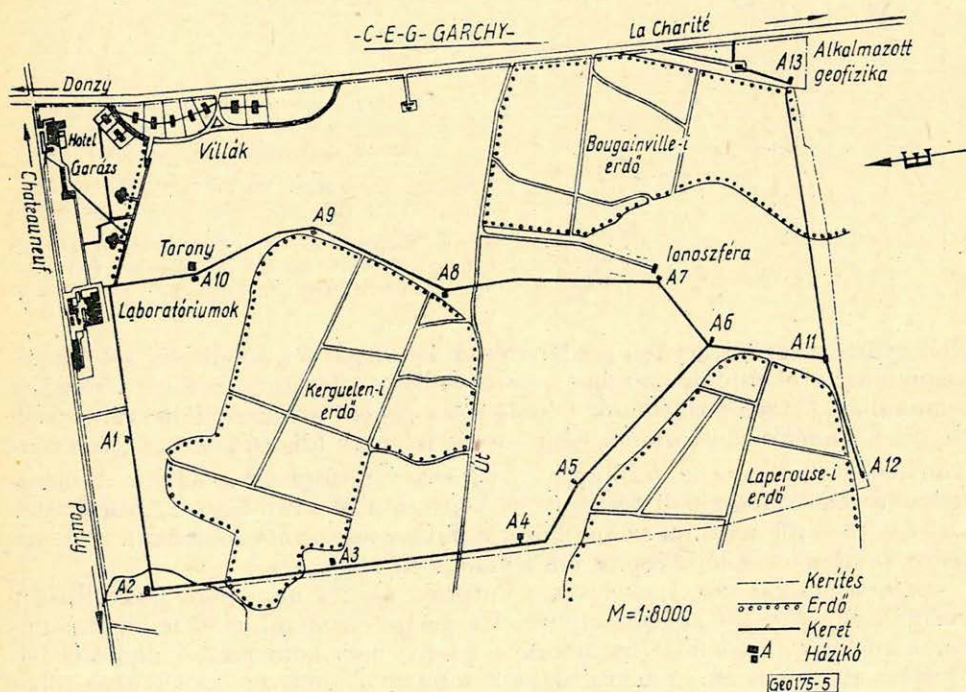 -C-E-G- GARCHY-
La Charité
A13
Alkalmazott
geofizika
Donzy
Hotel
Garázs
Villák
Bougainville-i
erdő
Chateauneuf
A9
Torony
A10
A8
Ionoszféra
A7
Laboratóriumok
A6
A11
Kerguelen-i
erdő
A1
Út
A5
Laperouse-i
erdő
A12
A4
Pouilly
A3
A2
M=1:8000
Kerítés
Erdő
Keret
A Házikó
Geo175-5